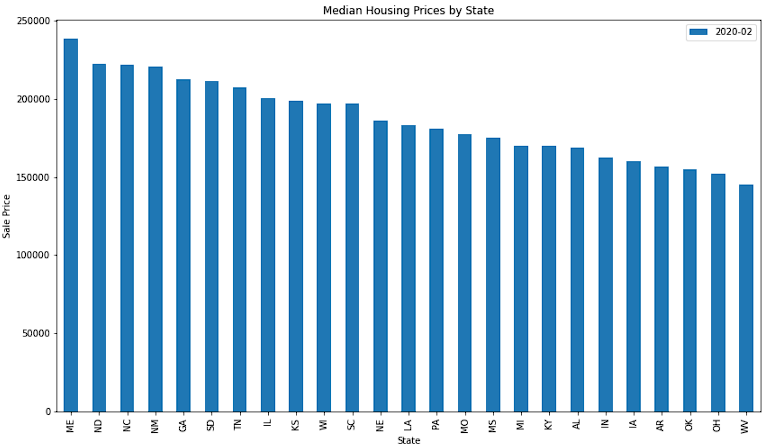 Median Housing Prices by State
2020-02
250000
200000
150000
100000
50000
0
Sale Price
ME ND NC NM GA SD TN IL KS WI SC NE LA PA MO MS MI KY AL IN IA AR OK OH WV
State